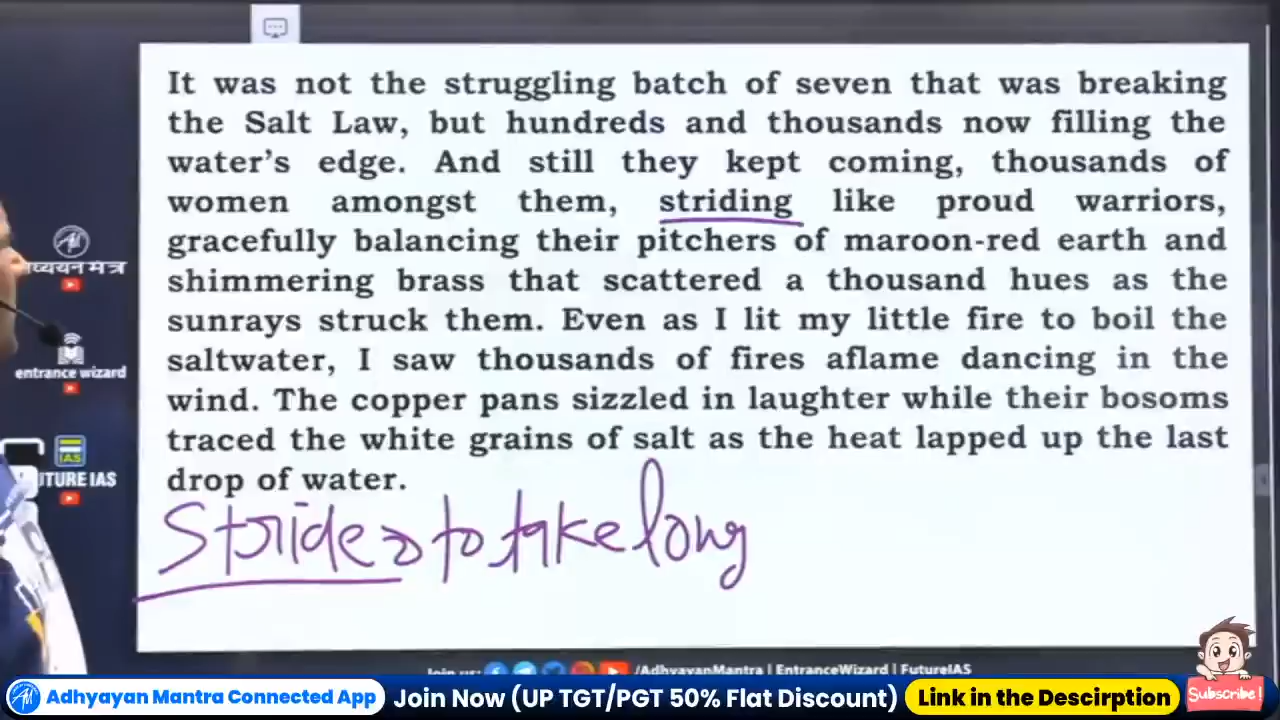 It was not the struggling batch of seven that was breaking
the Salt Law, but hundreds and thousands now filling the
water's edge. And still they kept coming, thousands of
women amongst them, striding like proud warriors,
gracefully balancing their pitchers of maroon-red earth and
shimmering brass that scattered a thousand hues as the
sunrays struck them. Even as I lit my little fire to boil the
saltwater, I saw thousands of fires aflame dancing in the
wind. The copper pans sizzled in laughter while their bosoms
traced the white grains of salt as the heat lapped up the last
drop of water.
Stride → to take long
ध्ययन मंत्र
entrance wizard
IAS
UTURE IAS
Join us: /AdhyayanMantra | EntranceWizard | FutureIAS
Adhyayan Mantra Connected App
Join Now (UP TGT/PGT 50% Flat Discount)
Link in the Descirption
Subscribe!